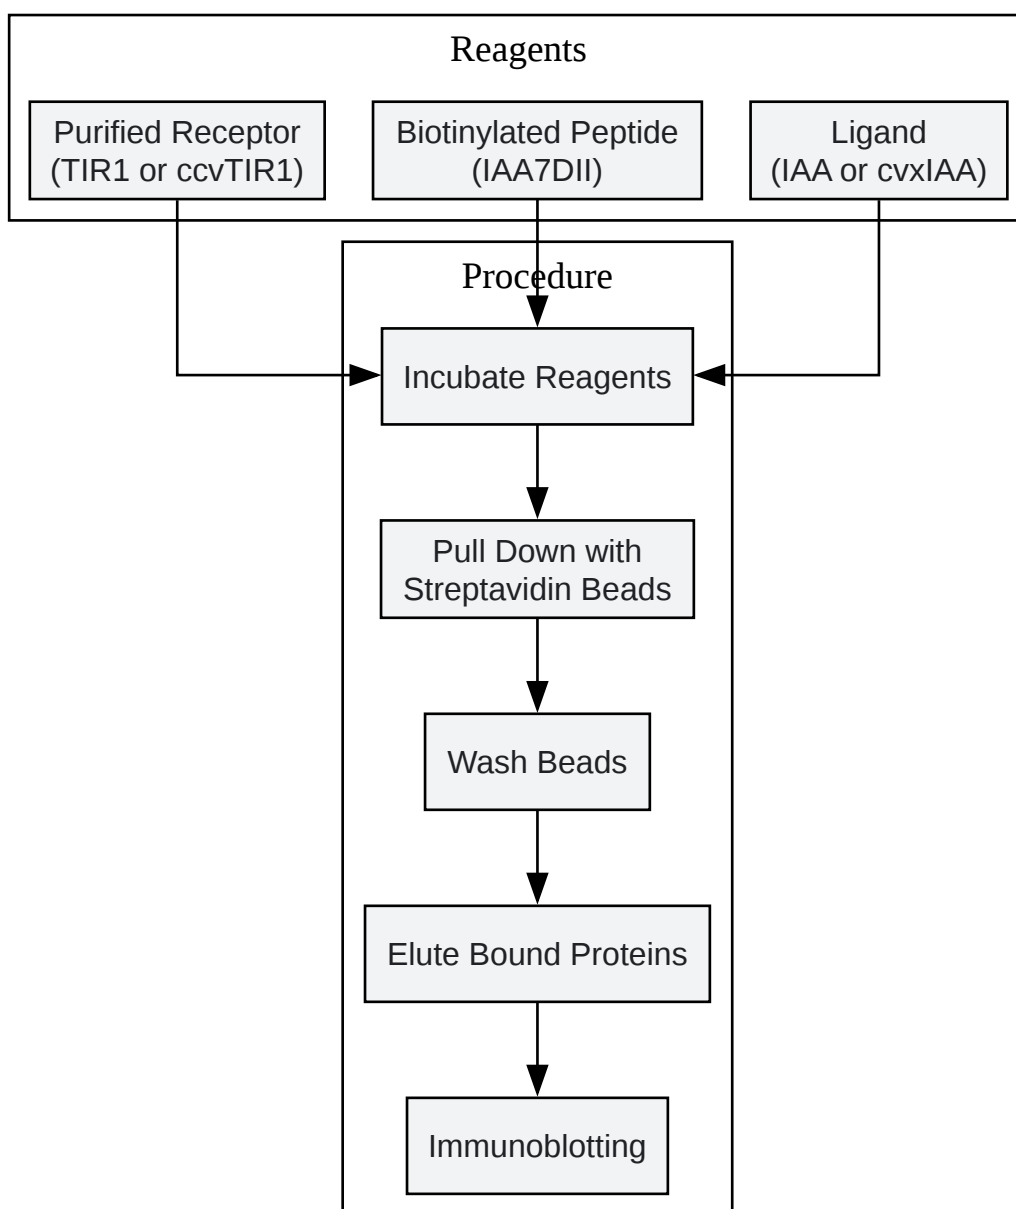 Reagents
Purified Receptor
(TIR1 or ccvTIR1)
Biotinylated Peptide
(IAA7DII)
Ligand
(IAA or cvxIAA)
Procedure
Incubate Reagents
Pull Down with
Streptavidin Beads
Wash Beads
Elute Bound Proteins
Immunoblotting